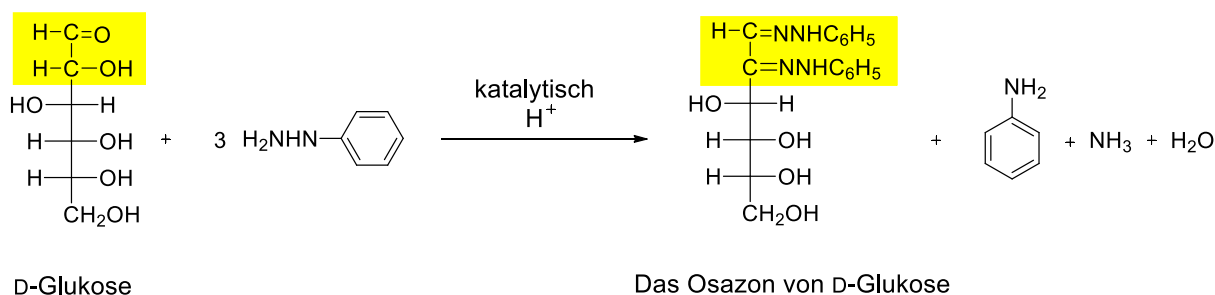 H–C=O
H–C–OH
HO H
H OH
H OH
CH₂OH
+ 3 H₂NHN
katalytisch
H⁺
H–C=NNHC₆H₅
C=NNHC₆H₅
HO H
H OH
H OH
CH₂OH
+
NH₂
+ NH₃ + H₂O
D-Glukose
Das Osazon von D-Glukose